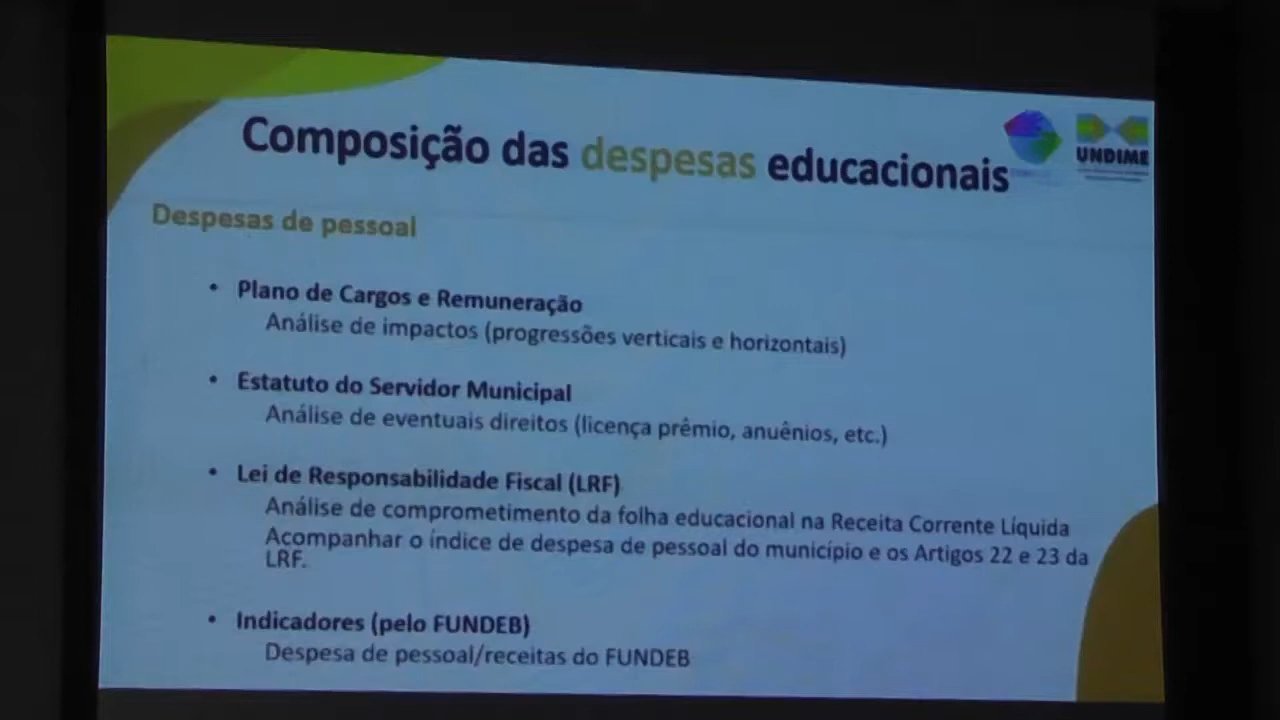 Composição das despesas educacionais
UNDIME
Despesas de pessoal
• Plano de Cargos e Remuneração
Análise de impactos (progressões verticais e horizontais)
• Estatuto do Servidor Municipal
Análise de eventuais direitos (licença prêmio, anuênios, etc.)
• Lei de Responsabilidade Fiscal (LRF)
Análise de comprometimento da folha educacional na Receita Corrente Líquida
Acompanhar o índice de despesa de pessoal do município e os Artigos 22 e 23 da
LRF.
• Indicadores (pelo FUNDEB)
Despesa de pessoal/receitas do FUNDEB